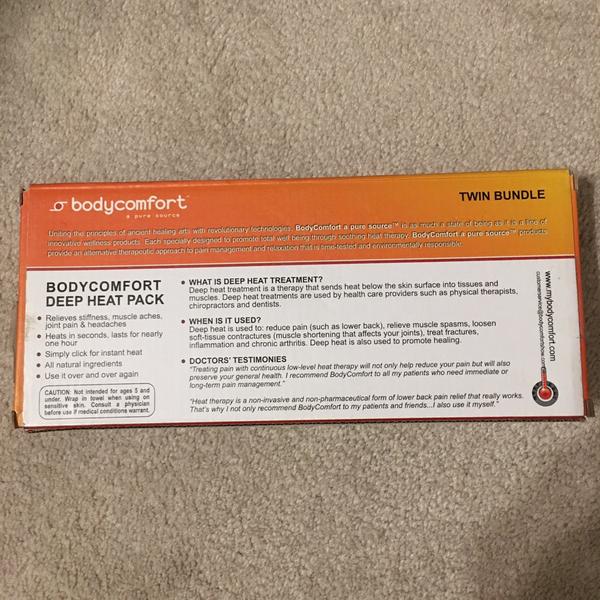 bodycomfort™
a pure source
TWIN BUNDLE
Uniting the principles of ancient healing arts with revolutionary technologies, BodyComfort a pure source™ is as much a state of being as it is a line of
innovative wellness products. Each specially designed to promote total well being through soothing heat therapy. BodyComfort a pure source™ products
provide an alternative therapeutic approach to pain management and relaxation that is time-tested and environmentally responsible.
BODYCOMFORT
DEEP HEAT PACK
• Relieves stiffness, muscle aches,
joint pain & headaches
• Heats in seconds, lasts for nearly
one hour
• Simply click for instant heat
• All natural ingredients
• Use it over and over again
CAUTION: Not intended for ages 5 and
under. Wrap in towel when using on
sensitive skin. Consult a physician
before use if medical conditions warrant.
• WHAT IS DEEP HEAT TREATMENT?
Deep heat treatment is a therapy that sends heat below the skin surface into tissues and
muscles. Deep heat treatments are used by health care providers such as physical therapists,
chiropractors and dentists.
• WHEN IS IT USED?
Deep heat is used to: reduce pain (such as lower back), relieve muscle spasms, loosen
soft-tissue contractures (muscle shortening that affects your joints), treat fractures,
inflammation and chronic arthritis. Deep heat is also used to promote healing.
• DOCTORS' TESTIMONIES
"Treating pain with continuous low-level heat therapy will not only help reduce your pain but will also
preserve your general health. I recommend BodyComfort to all my patients who need immediate or
long-term pain management."
"Heat therapy is a non-invasive and non-pharmaceutical form of lower back pain relief that really works.
That's why I not only recommend BodyComfort to my patients and friends...I also use it myself."
www.mybodycomfort.com